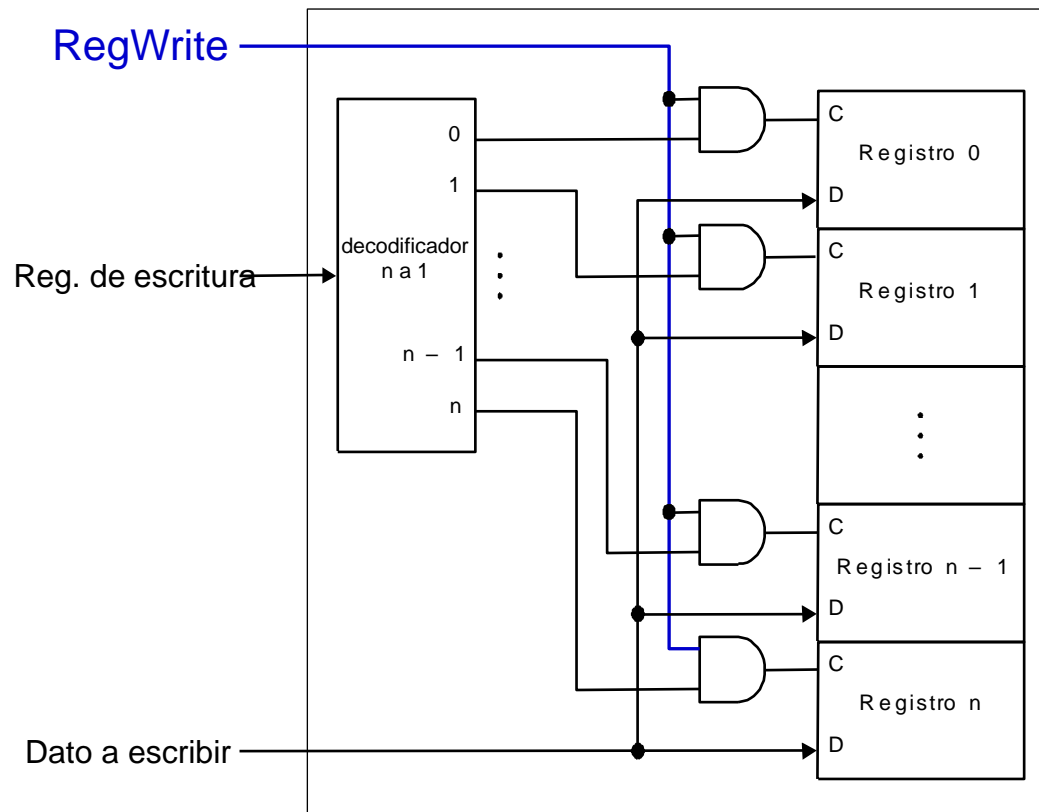 RegWrite
0
C
Registro 0
1
D
decodificador
n a 1
C
Reg. de escritura
Registro 1
D
n – 1
n
C
Registro n – 1
D
C
Registro n
Dato a escribir
D